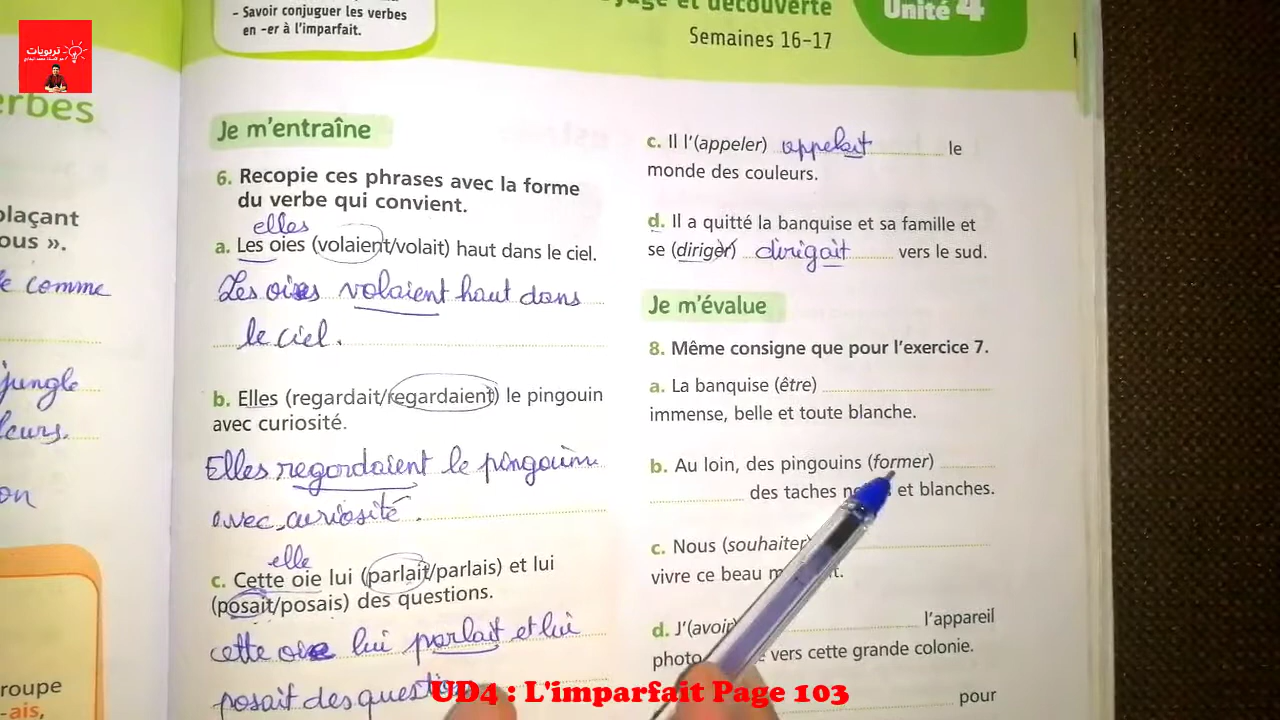 - Savoir conjuguer les verbes
en -er à l'imparfait.
et découverte
Unité 4
Semaines 16-17
تربويات
erbes
plaçant
ous ».
le comme
jungle
leurs.
on
roupe
-ais,
Je m'entraîne
6. Recopie ces phrases avec la forme
du verbe qui convient.
elles
a. Les oies (volaient/volait) haut dans le ciel.
Les oies volaient haut dans
le ciel.
b. Elles (regardait/regardaient) le pingouin
avec curiosité.
Elles regardaient le pingouin
avec curiosité.
elle
c. Cette oie lui (parlait/parlais) et lui
(posait/posais) des questions.
cette oie lui parlait et lui
posait des questions
c. Il l'(appeler) appelait le
monde des couleurs.
d. Il a quitté la banquise et sa famille et
se (diriger) dirigait vers le sud.
Je m'évalue
8. Même consigne que pour l'exercice 7.
a. La banquise (être)
immense, belle et toute blanche.
b. Au loin, des pingouins (former)
des taches et blanches.
c. Nous (souhaiter)
vivre ce beau
d. J'(avoir) l'appareil
photo vers cette grande colonie.
pour
UD4 : L'imparfait Page 103